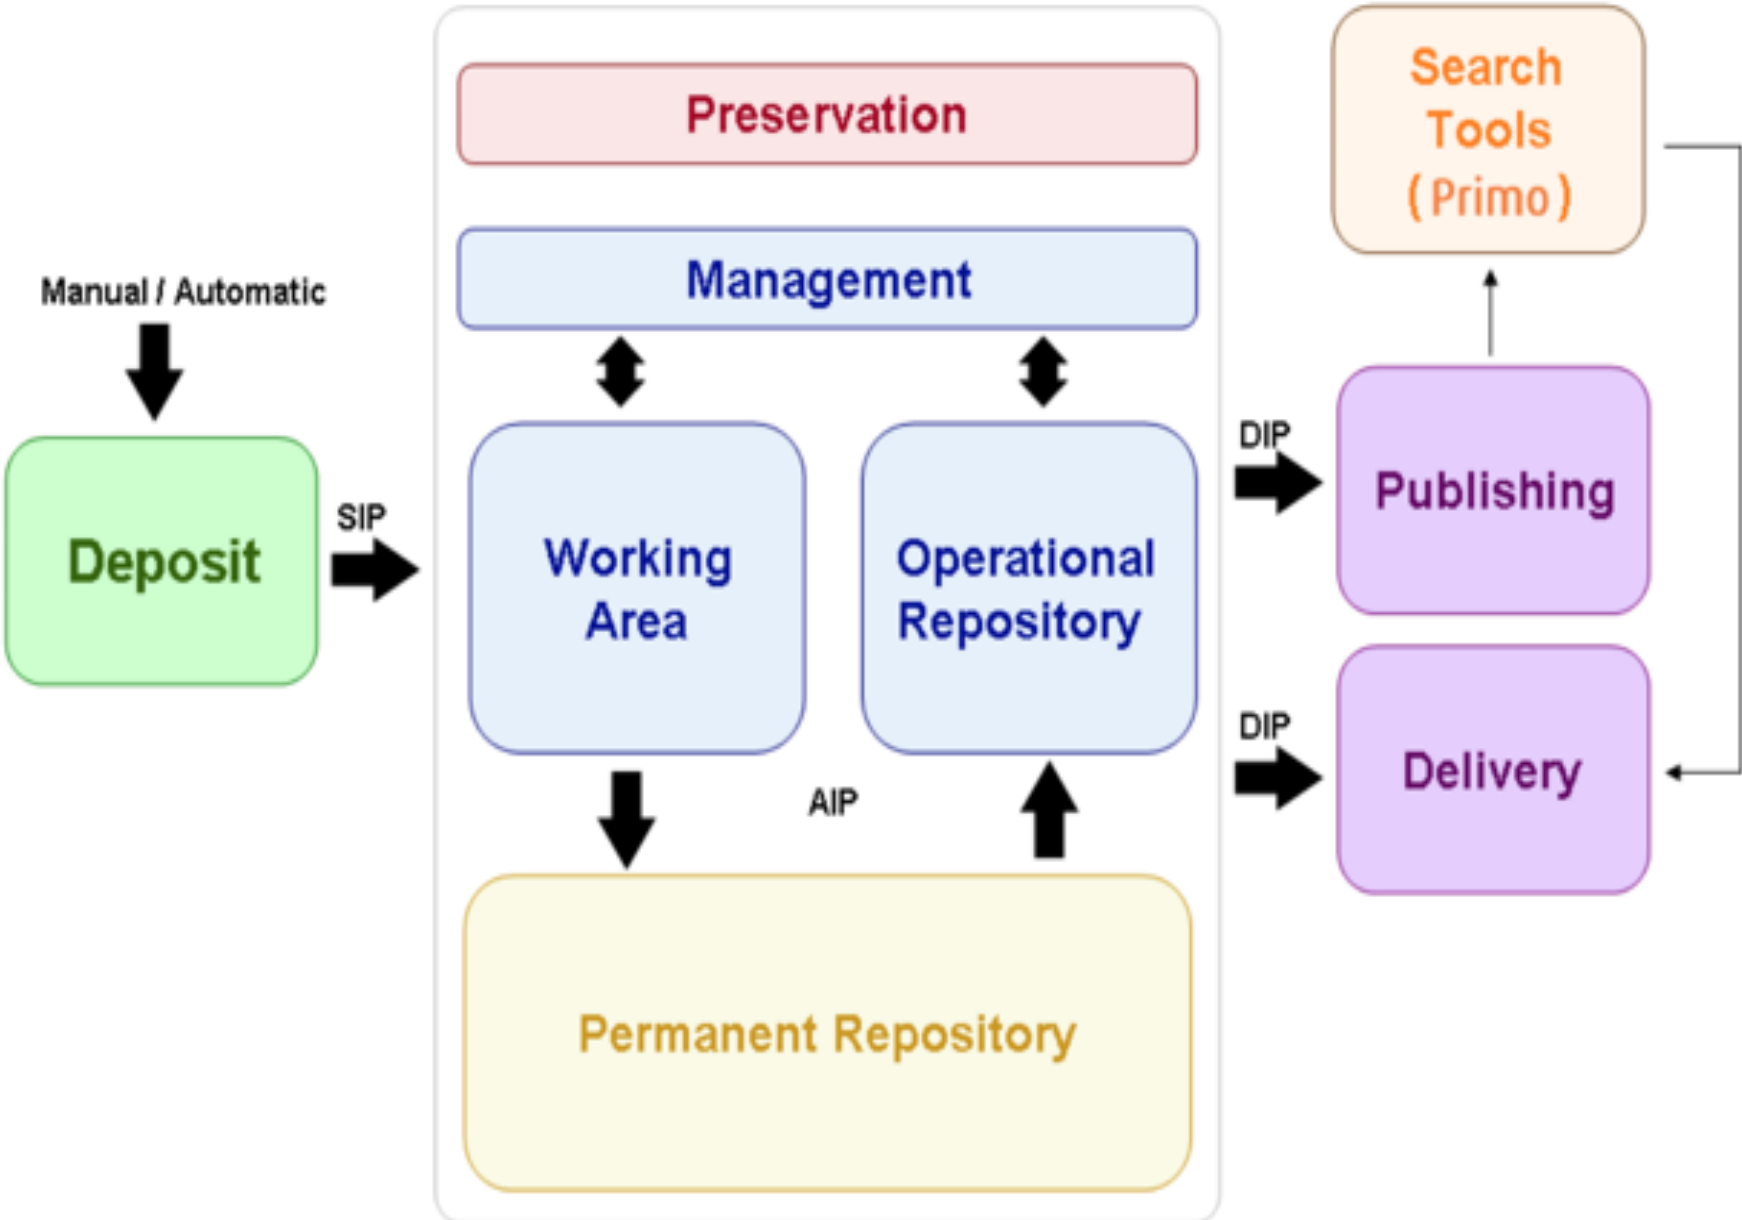 Manual / Automatic
Deposit
SIP
Preservation
Management
Working
Area
Operational
Repository
AIP
Permanent Repository
DIP
Publishing
DIP
Delivery
Search
Tools
(Primo)